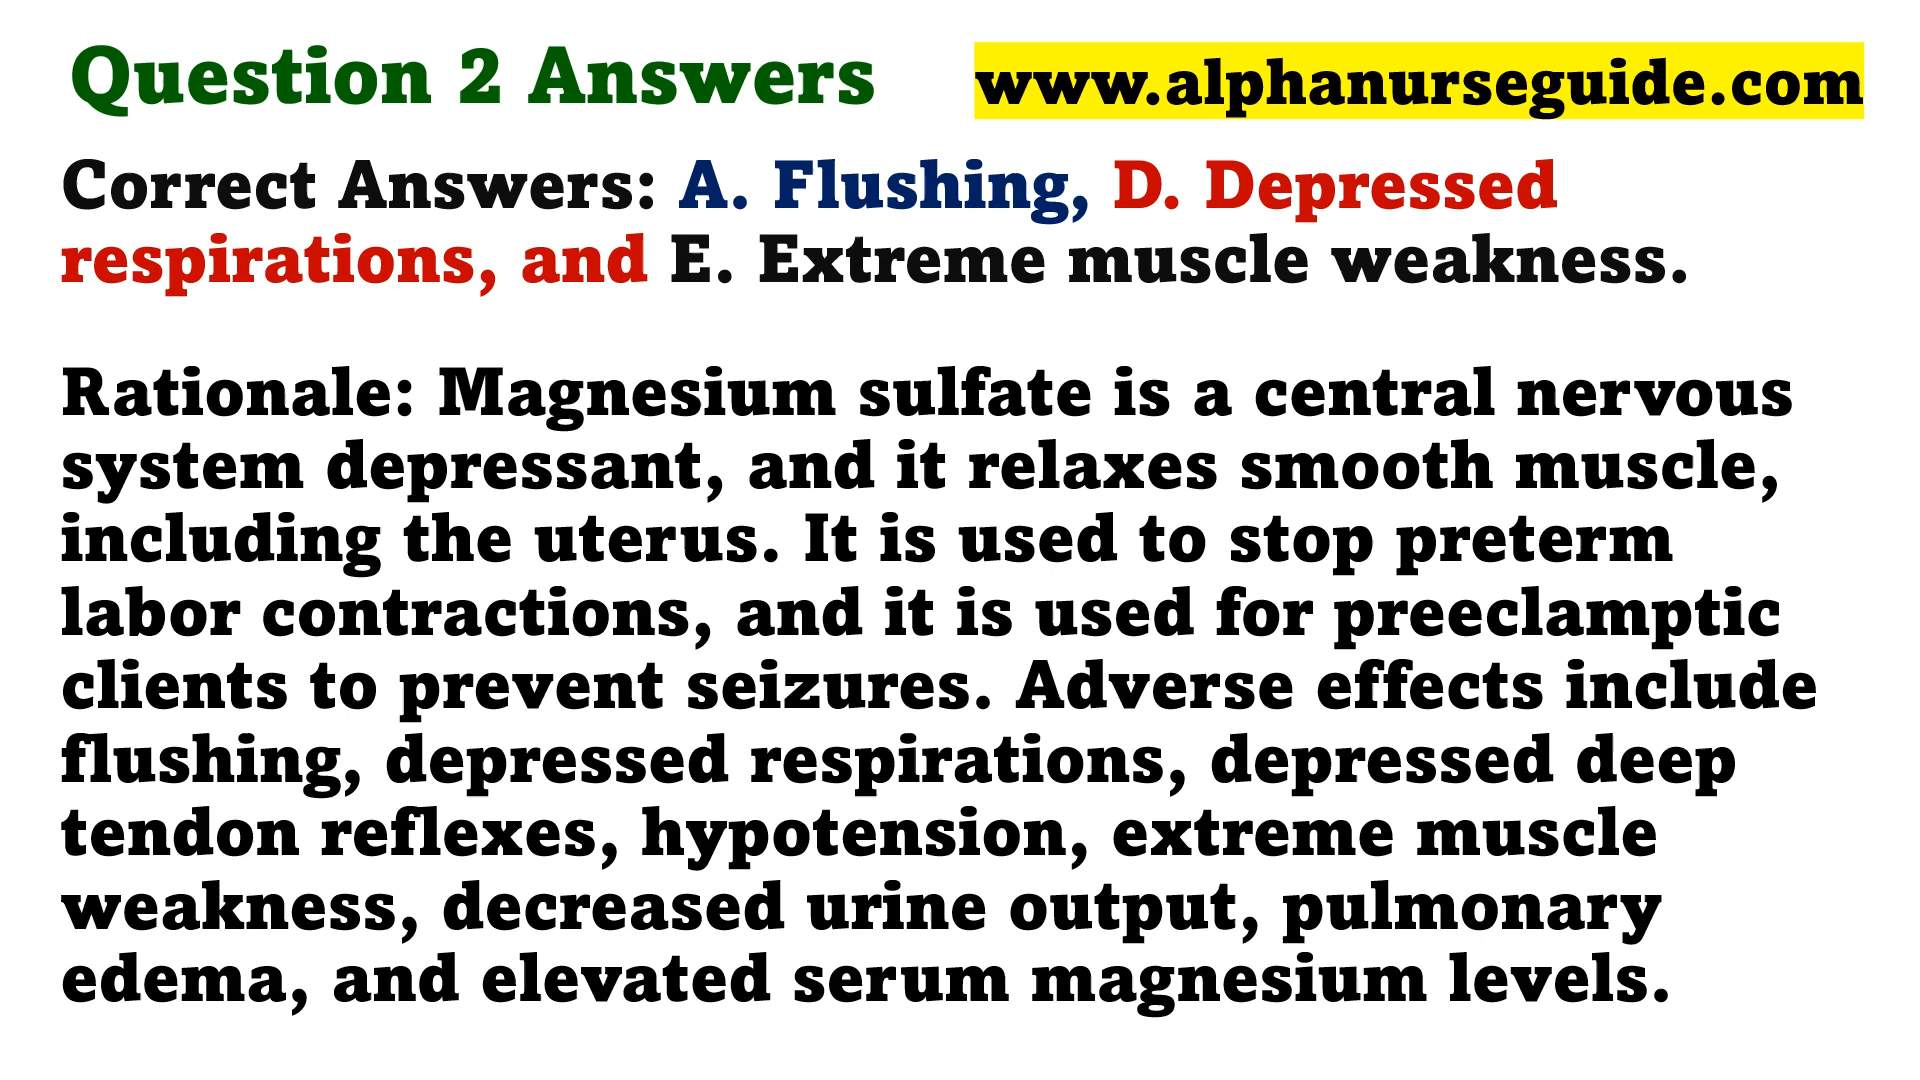 Question 2 Answers
www.alphanurseguide.com
Correct Answers: A. Flushing, D. Depressed
respirations, and E. Extreme muscle weakness.
Rationale: Magnesium sulfate is a central nervous
system depressant, and it relaxes smooth muscle,
including the uterus. It is used to stop preterm
labor contractions, and it is used for preeclamptic
clients to prevent seizures. Adverse effects include
flushing, depressed respirations, depressed deep
tendon reflexes, hypotension, extreme muscle
weakness, decreased urine output, pulmonary
edema, and elevated serum magnesium levels.